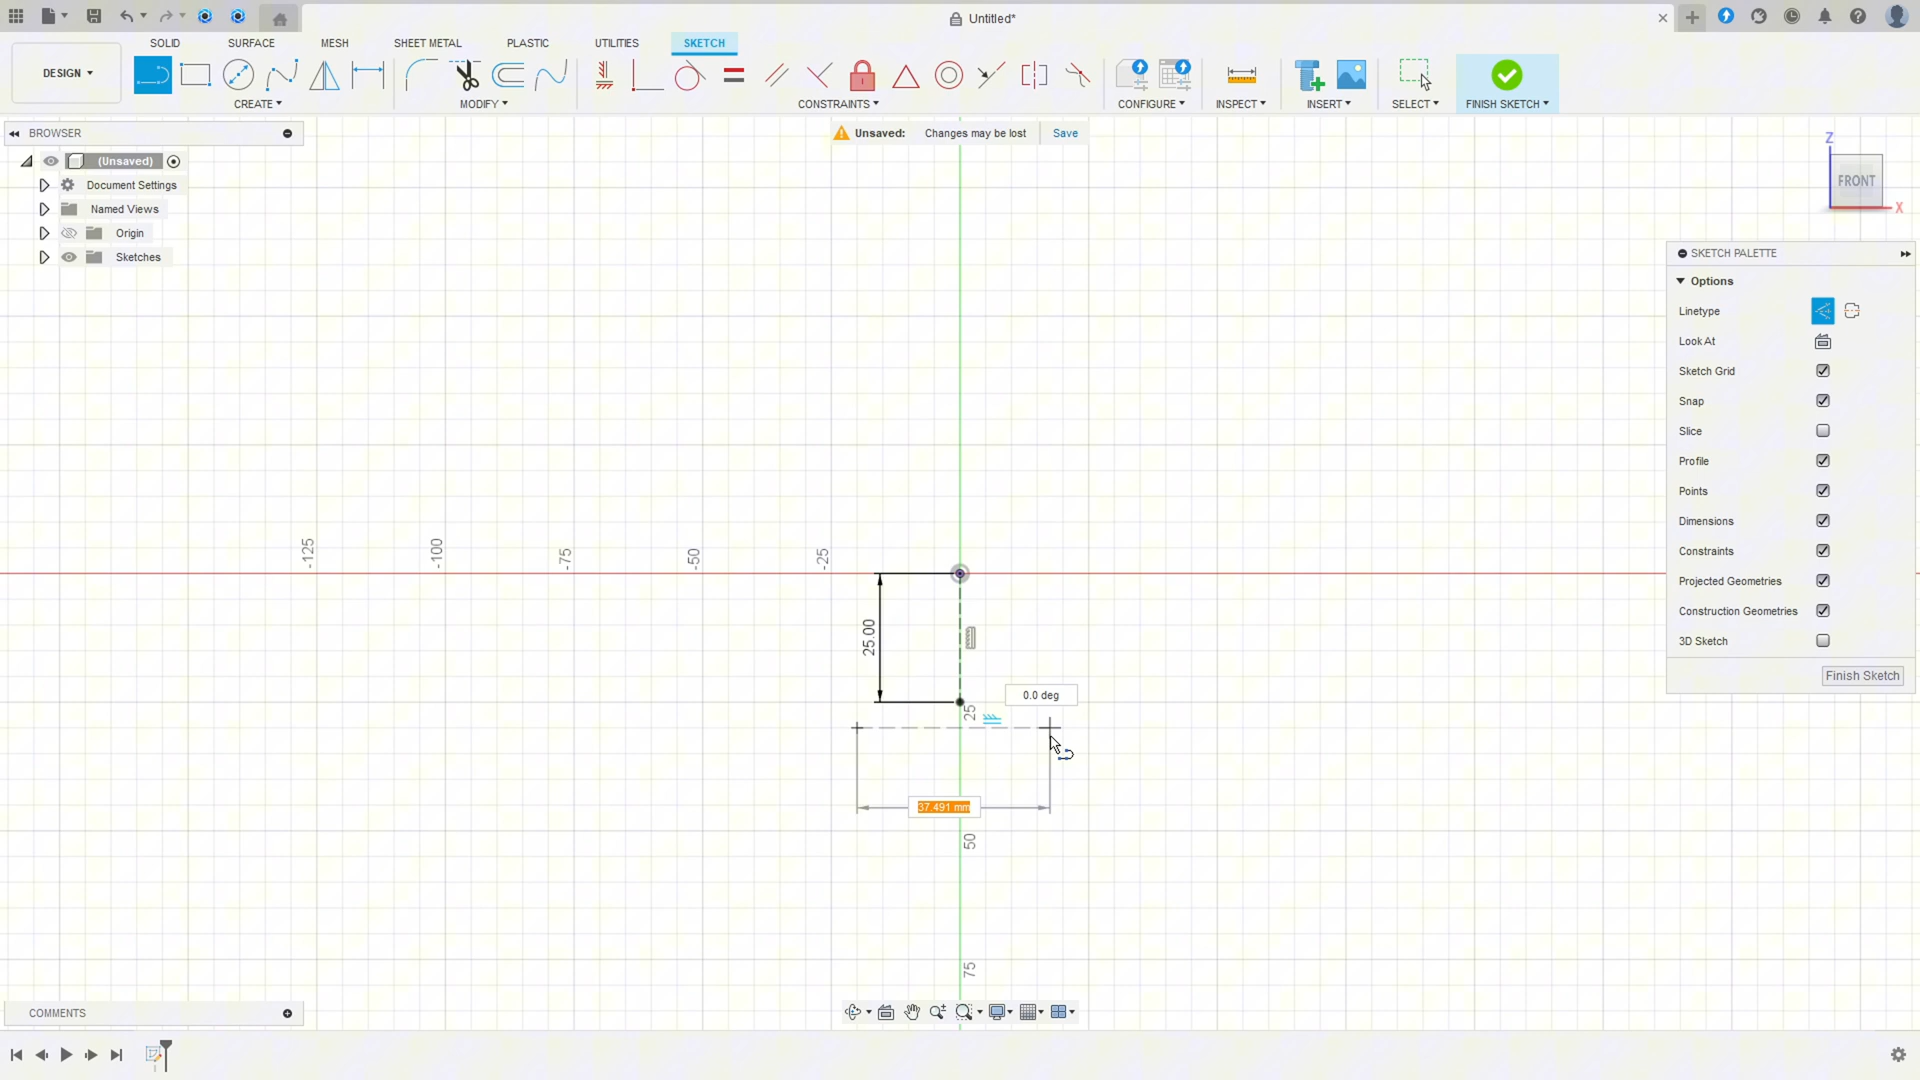 Untitled*
SOLID SURFACE MESH SHEET METAL PLASTIC UTILITIES SKETCH
DESIGN
CREATE MODIFY CONSTRAINTS CONFIGURE INSPECT INSERT SELECT FINISH SKETCH
BROWSER
Unsaved: Changes may be lost Save
(Unsaved)
Document Settings
Named Views
Origin
Sketches
Z
FRONT
X
SKETCH PALETTE
Options
Linetype
Look At
Sketch Grid
Snap
Slice
Profile
Points
Dimensions
Constraints
Projected Geometries
Construction Geometries
3D Sketch
Finish Sketch
-125
-100
-75
-50
-25
25.00
0.0 deg
25
37.491 mm
50
75
COMMENTS